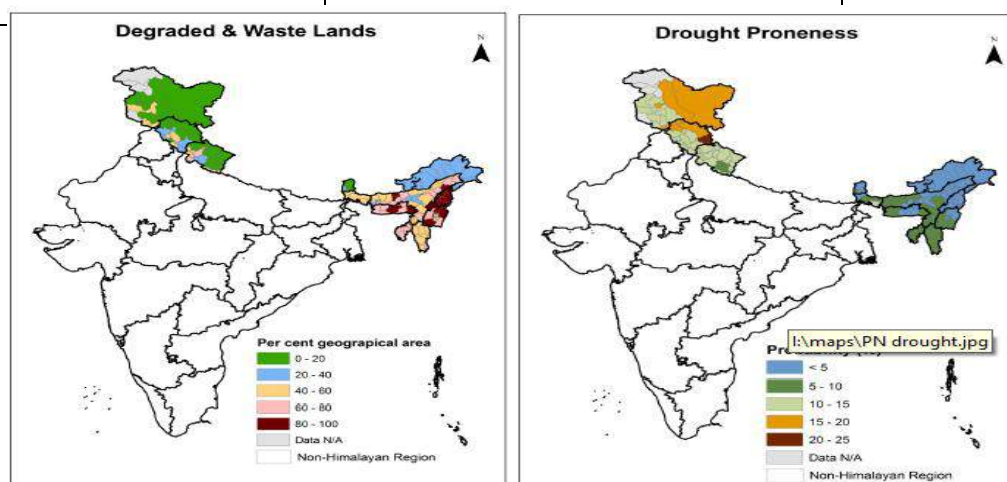 Degraded & Waste Lands
N
Per cent geograpical area
0 - 20
20 - 40
40 - 60
60 - 80
80 - 100
Data N/A
Non-Himalayan Region
Drought Proneness
N
I:\maps\PN drought.jpg
< 5
5 - 10
10 - 15
15 - 20
20 - 25
Data N/A
Non-Himalayan Region